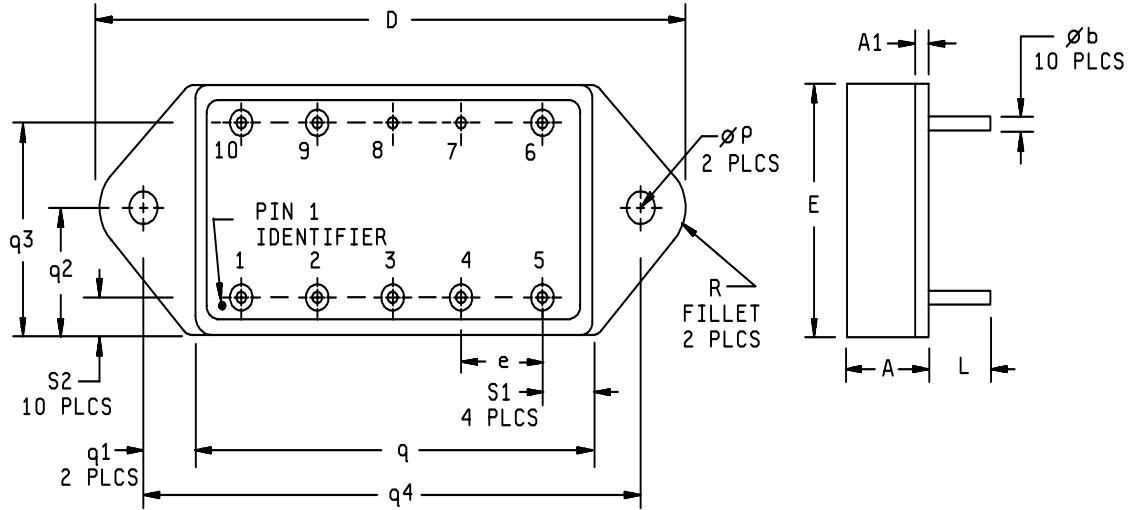 D
A1
øb
10 PLCS
10 9 8 7 6
øP
2 PLCS
E
q3
q2
PIN 1
IDENTIFIER
1 2 3 4 5
R
FILLET
2 PLCS
e
A
L
S2
10 PLCS
S1
4 PLCS
q1
2 PLCS
q
q4